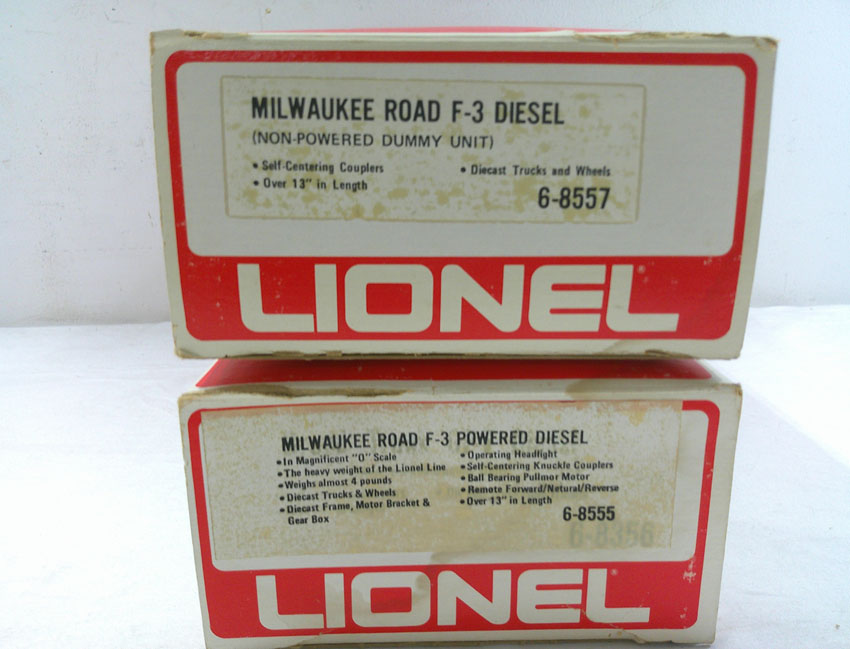 MILWAUKEE ROAD F-3 DIESEL
(NON-POWERED DUMMY UNIT)
• Self-Centering Couplers
• Over 13" in Length
• Diecast Trucks and Wheels
6-8557
LIONEL®
MILWAUKEE ROAD F-3 POWERED DIESEL
• In Magnificent "O" Scale
• The heavy weight of the Lionel Line
• Weighs almost 4 pounds
• Diecast Trucks & Wheels
• Diecast Frame, Motor Bracket &
Gear Box
• Operating Headlight
• Self-Centering Knuckle Couplers
• Ball Bearing Pullmor Motor
• Remote Forward/Natural/Reverse
• Over 13" in Length
6-8555
LIONEL®